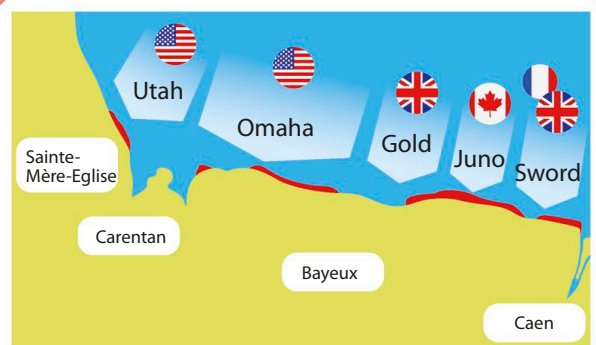 Utah
Omaha
Gold
Juno
Sword
Sainte-
Mère-Eglise
Carentan
Bayeux
Caen